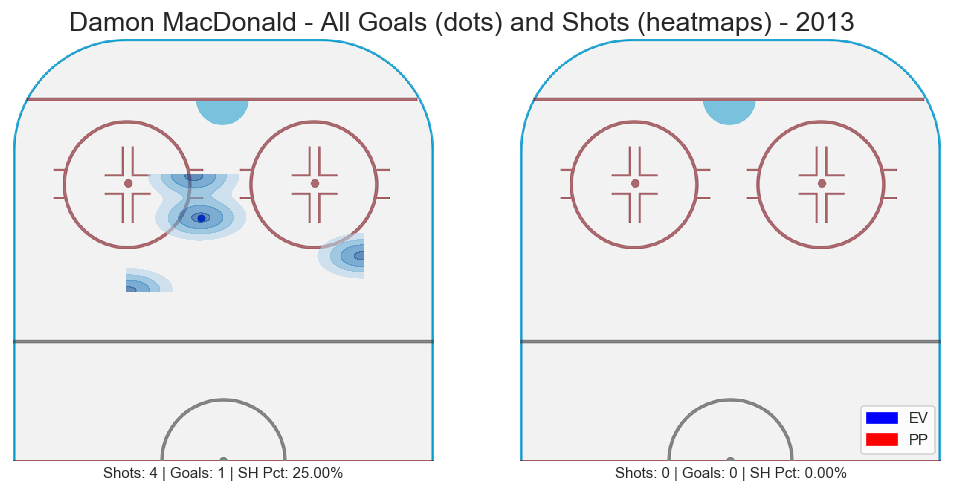 Damon MacDonald - All Goals (dots) and Shots (heatmaps) - 2013
EV
PP
Shots: 4 | Goals: 1 | SH Pct: 25.00%
Shots: 0 | Goals: 0 | SH Pct: 0.00%